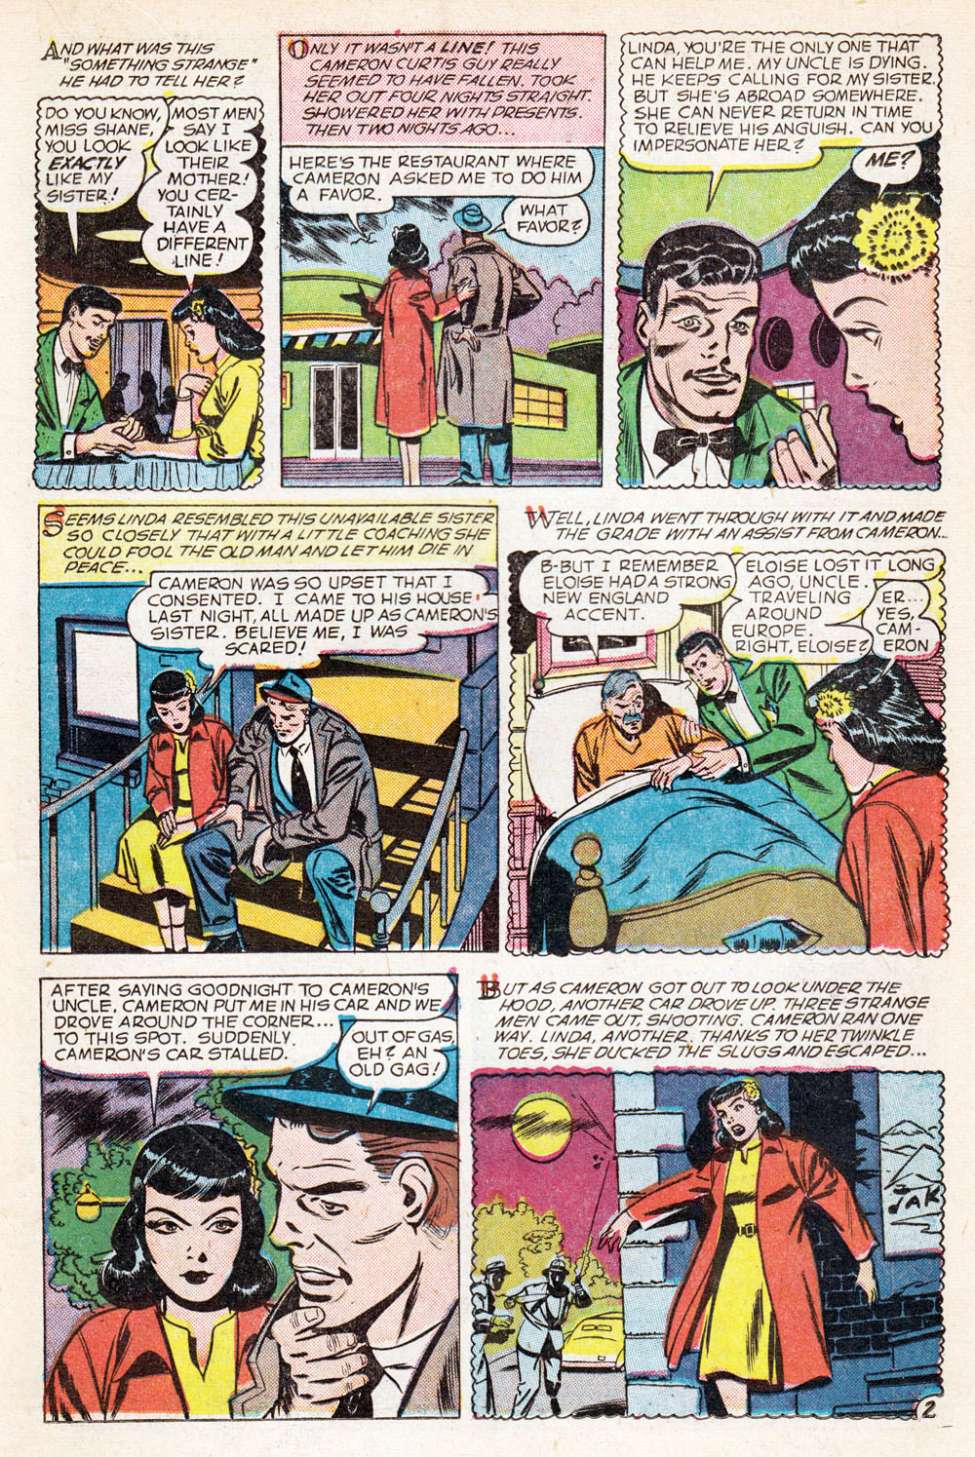 AND WHAT WAS THIS
"SOMETHING STRANGE"
HE HAD TO TELL HER?
DO YOU KNOW,
MISS SHANE,
YOU LOOK
EXACTLY
LIKE MY
SISTER!
MOST MEN
SAY I
LOOK LIKE
THEIR
MOTHER!
YOU CER-
TAINLY
HAVE A
DIFFERENT
LINE!
ONLY IT WASN'T A LINE! THIS
CAMERON CURTIS GUY REALLY
SEEMED TO HAVE FALLEN. TOOK
HER OUT FOUR NIGHTS STRAIGHT.
SHOWERED HER WITH PRESENTS.
THEN TWO NIGHTS AGO...
HERE'S THE RESTAURANT WHERE
CAMERON ASKED ME TO DO HIM
A FAVOR.
WHAT
FAVOR?
LINDA, YOU'RE THE ONLY ONE THAT
CAN HELP ME. MY UNCLE IS DYING.
HE KEEPS CALLING FOR MY SISTER.
BUT SHE'S ABROAD SOMEWHERE.
SHE CAN NEVER RETURN IN TIME
TO RELIEVE HIS ANGUISH. CAN YOU
IMPERSONATE HER?
ME?
SEEMS LINDA RESEMBLED THIS UNAVAILABLE SISTER
SO CLOSELY THAT WITH A LITTLE COACHING SHE
COULD FOOL THE OLD MAN AND LET HIM DIE IN
PEACE...
CAMERON WAS SO UPSET THAT I
CONSENTED. I CAME TO HIS HOUSE
LAST NIGHT, ALL MADE UP AS CAMERON'S
SISTER. BELIEVE ME, I WAS
SCARED!
WELL, LINDA WENT THROUGH WITH IT AND MADE
THE GRADE WITH AN ASSIST FROM CAMERON...
B-BUT I REMEMBER
ELOISE HAD A STRONG
NEW ENGLAND
ACCENT.
ELOISE LOST IT LONG
AGO, UNCLE.
TRAVELING
AROUND
EUROPE.
RIGHT, ELOISE?
ER...
YES,
CAM-
ERON
AFTER SAYING GOODNIGHT TO CAMERON'S
UNCLE, CAMERON PUT ME IN HIS CAR AND WE
DROVE AROUND THE CORNER...
TO THIS SPOT. SUDDENLY
CAMERON'S CAR STALLED.
OUT OF GAS,
EH? AN
OLD GAG!
BUT AS CAMERON GOT OUT TO LOOK UNDER THE
HOOD, ANOTHER CAR DROVE UP. THREE STRANGE
MEN CAME OUT, SHOOTING. CAMERON RAN ONE
WAY. LINDA, ANOTHER. THANKS TO HER TWINKLE
TOES, SHE DUCKED THE SLUGS AND ESCAPED...
JAK
2